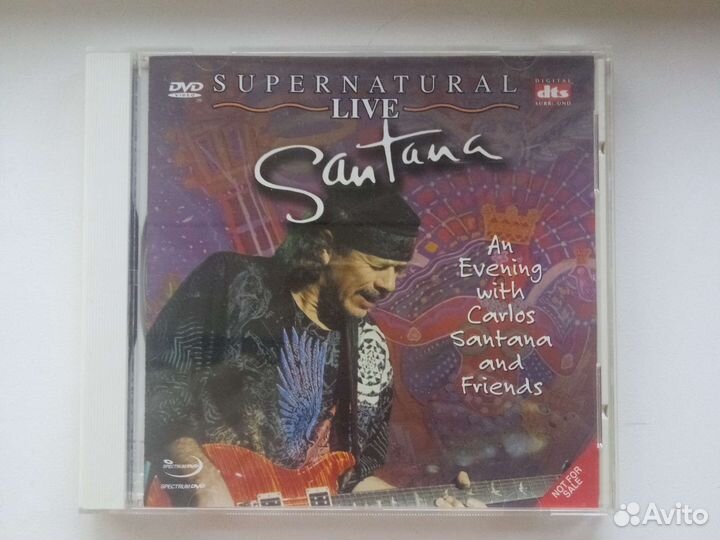 DVD
VIDEO
SUPERNATURAL
LIVE
DIGITAL
dts
SURROUND
Santana
An
Evening
with
Carlos
Santana
and
Friends
SPECTRUM DVD
NOT FOR
SALE
Avito